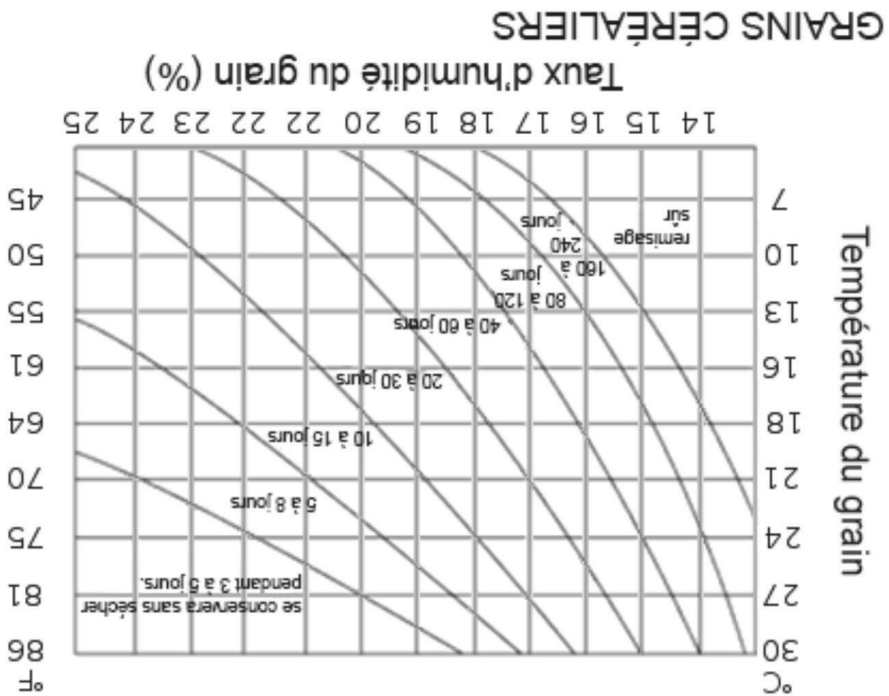 °C
°F
30
86
se conservera sans sécher
pendant 3 à 5 jours.
27
81
24
75
5 à 8 jours
21
70
10 à 15 jours
18
64
20 à 30 jours
16
61
40 à 60 jours
13
55
80 à 120
jours
160 à
240
jours
10
50
remisage
sûr
7
45
14 15 16 17 18 19 20 22 22 23 24 25
Température du grain
Taux d'humidité du grain (%)
GRAINS CÉRÉALIERS